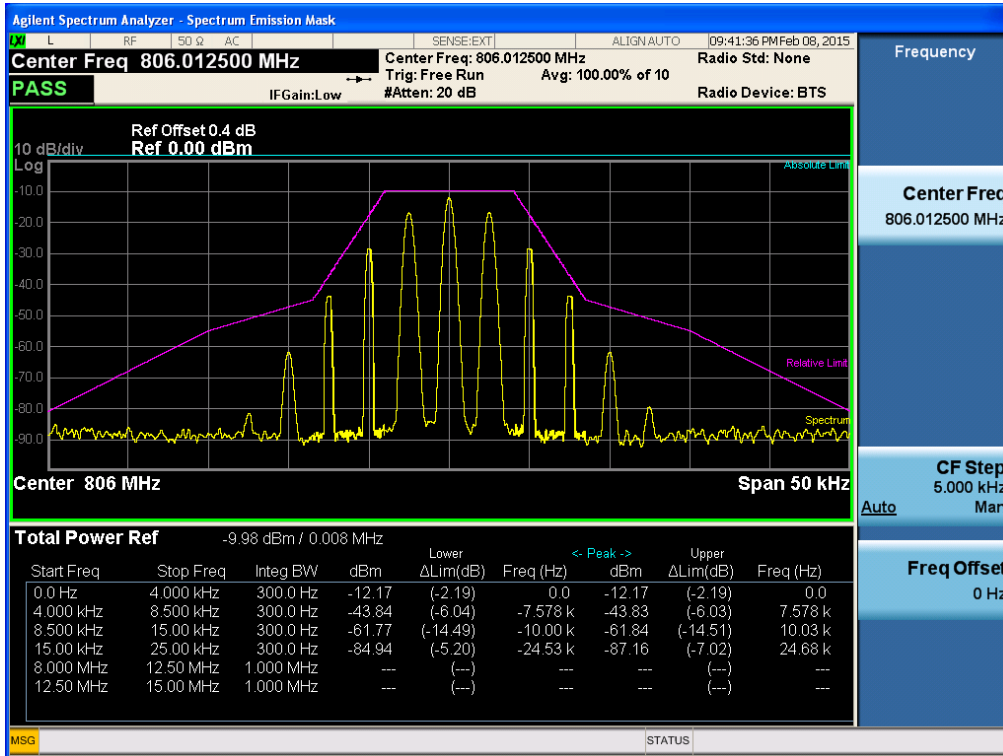 Agilent Spectrum Analyzer - Spectrum Emission Mask
LXI L RF 50 Ω AC SENSE:EXT ALIGN AUTO 09:41:36 PM Feb 08, 2015
Center Freq 806.012500 MHz
Center Freq: 806.012500 MHz
Radio Std: None
Trig: Free Run Avg: 100.00% of 10
PASS
IFGain:Low
#Atten: 20 dB
Radio Device: BTS
Ref Offset 0.4 dB
10 dB/div Ref 0.00 dBm
Log
Absolute Limit
-10.0
-20.0
-30.0
-40.0
-50.0
-60.0
Relative Limit
-70.0
-80.0
Spectrum
-90.0
Center 806 MHz Span 50 kHz
Total Power Ref -9.98 dBm / 0.008 MHz
Lower <- Peak -> Upper
Start Freq Stop Freq Integ BW dBm ΔLim(dB) Freq (Hz) dBm ΔLim(dB) Freq (Hz)
0.0 Hz 4.000 kHz 300.0 Hz -12.17 (-2.19) 0.0 -12.17 (-2.19) 0.0
4.000 kHz 8.500 kHz 300.0 Hz -43.84 (-6.04) -7.578 k -43.83 (-6.03) 7.578 k
8.500 kHz 15.00 kHz 300.0 Hz -61.77 (-14.49) -10.00 k -61.84 (-14.51) 10.03 k
15.00 kHz 25.00 kHz 300.0 Hz -84.94 (-5.20) -24.53 k -87.16 (-7.02) 24.68 k
8.000 MHz 12.50 MHz 1.000 MHz --- (---) --- --- (---) ---
12.50 MHz 15.00 MHz 1.000 MHz --- (---) --- --- (---) ---
MSG STATUS
Frequency
Center Freq
806.012500 MHz
CF Step
5.000 kHz
Auto Man
Freq Offset
0 Hz